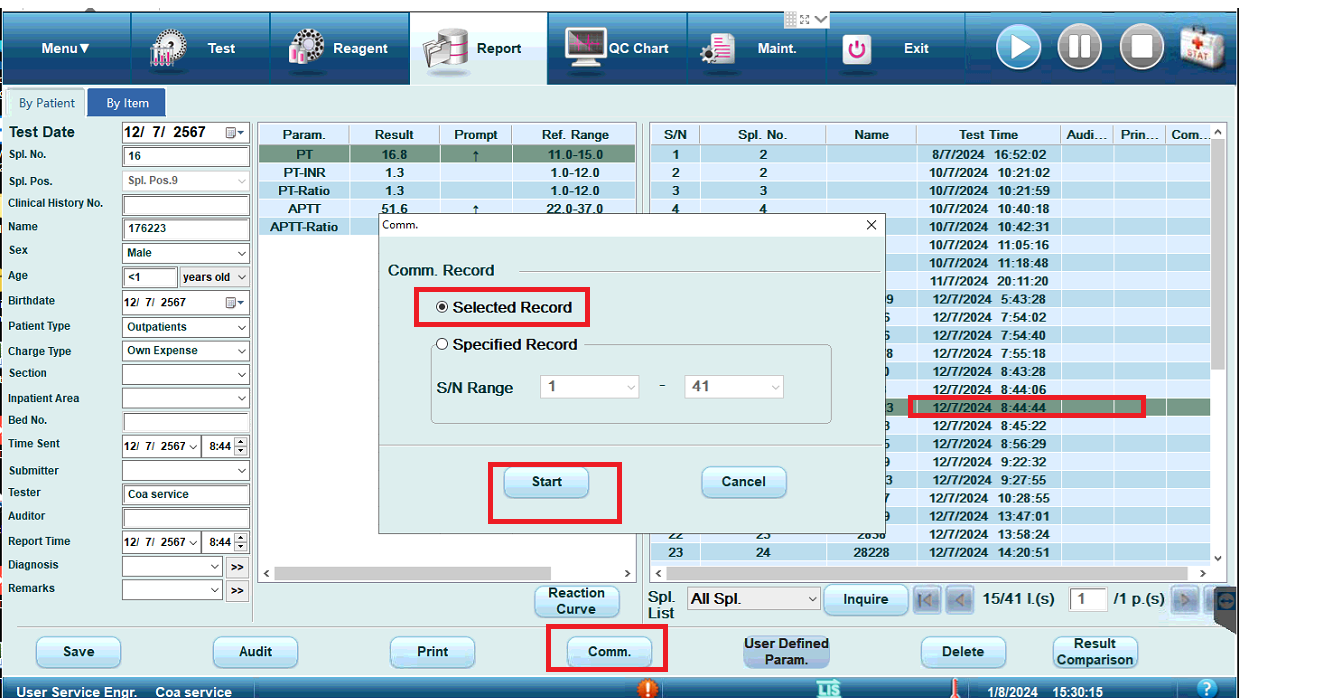 Menu▼ Test Reagent Report QC Chart Maint. Exit STAT
By Patient By Item
Test Date 12/ 7/ 2567
Spl. No. 16
Spl. Pos. Spl. Pos.9
Clinical History No.
Name 176223
Sex Male
Age <1 years old
Birthdate 12/ 7/ 2567
Patient Type Outpatients
Charge Type Own Expense
Section
Inpatient Area
Bed No.
Time Sent 12/ 7/ 2567 8:44
Submitter
Tester Coa service
Auditor
Report Time 12/ 7/ 2567 8:44
Diagnosis >>
Remarks >>
Param. Result Prompt Ref. Range
PT 16.8 ↑ 11.0-15.0
PT-INR 1.3 1.0-12.0
PT-Ratio 1.3 1.0-12.0
APTT 51.6 ↑ 22.0-37.0
APTT-Ratio
S/N Spl. No. Name Test Time Audi... Prin... Com...
1 2 8/7/2024 16:52:02
2 2 10/7/2024 10:21:02
3 3 10/7/2024 10:21:59
4 4 10/7/2024 10:40:18
10/7/2024 10:42:31
10/7/2024 11:05:16
10/7/2024 11:18:48
11/7/2024 20:11:20
9 12/7/2024 5:43:28
12/7/2024 7:54:02
12/7/2024 7:54:40
8 12/7/2024 7:55:18
12/7/2024 8:43:28
12/7/2024 8:44:06
3 12/7/2024 8:44:44
12/7/2024 8:45:22
12/7/2024 8:56:29
12/7/2024 9:22:32
3 12/7/2024 9:27:55
12/7/2024 10:28:55
12/7/2024 13:47:01
22 23 2836 12/7/2024 13:58:24
23 24 28228 12/7/2024 14:20:51
Comm.
Comm. Record
Selected Record
Specified Record
S/N Range 1 - 41
Start Cancel
Reaction Curve
Spl. List All Spl. Inquire 15/41 l.(s) 1 /1 p.(s)
Save Audit Print Comm. User Defined Param. Delete Result Comparison
User Service Engr. Coa service LIS 1/8/2024 15:30:15